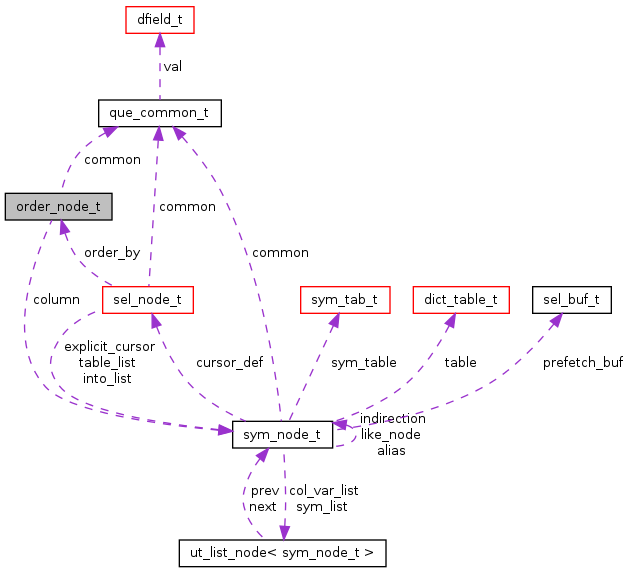 dfield_t
val
que_common_t
common
order_node_t
common
order_by
common
column
sel_node_t
sym_tab_t
dict_table_t
sel_buf_t
explicit_cursor
table_list
into_list
cursor_def
sym_table
table
prefetch_buf
sym_node_t
indirection
like_node
alias
prev
next
col_var_list
sym_list
ut_list_node< sym_node_t >